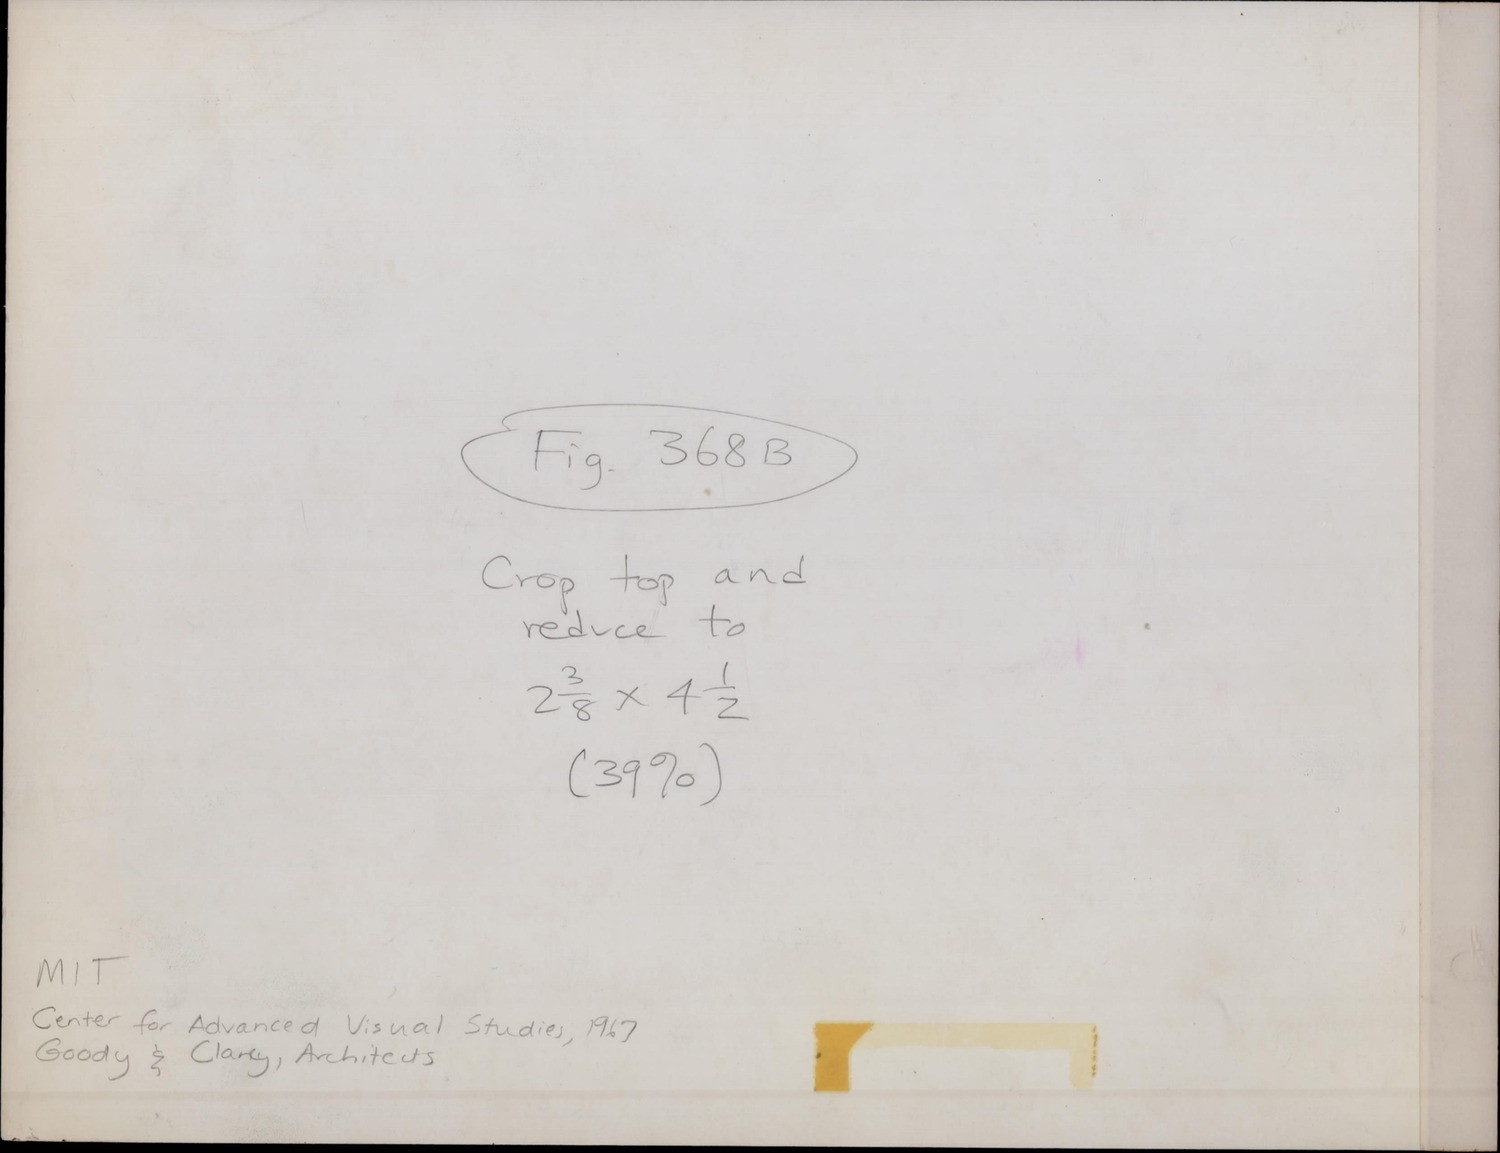 Fig. 368B
Crop top and
reduce to
2 3/8 x 4 1/2
(39%)
MIT
Center for Advanced Visual Studies, 1967
Goody & Clancy, Architects